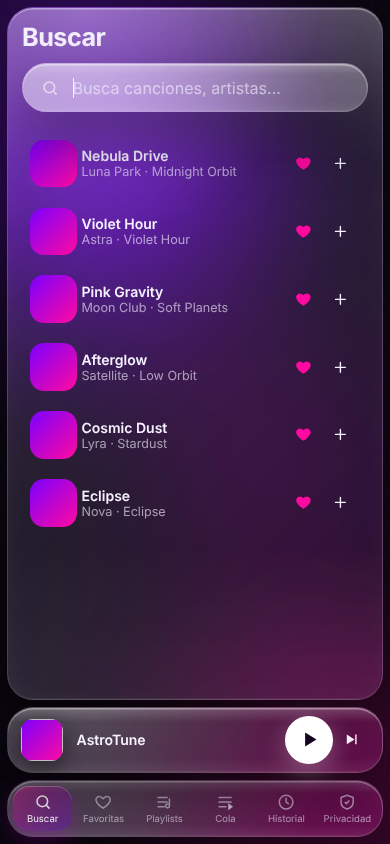 Buscar
Busca canciones, artistas...
Nebula Drive
Luna Park · Midnight Orbit
Violet Hour
Astra · Violet Hour
Pink Gravity
Moon Club · Soft Planets
Afterglow
Satellite · Low Orbit
Cosmic Dust
Lyra · Stardust
Eclipse
Nova · Eclipse
AstroTune
Buscar Favoritas Playlists Cola Historial Privacidad